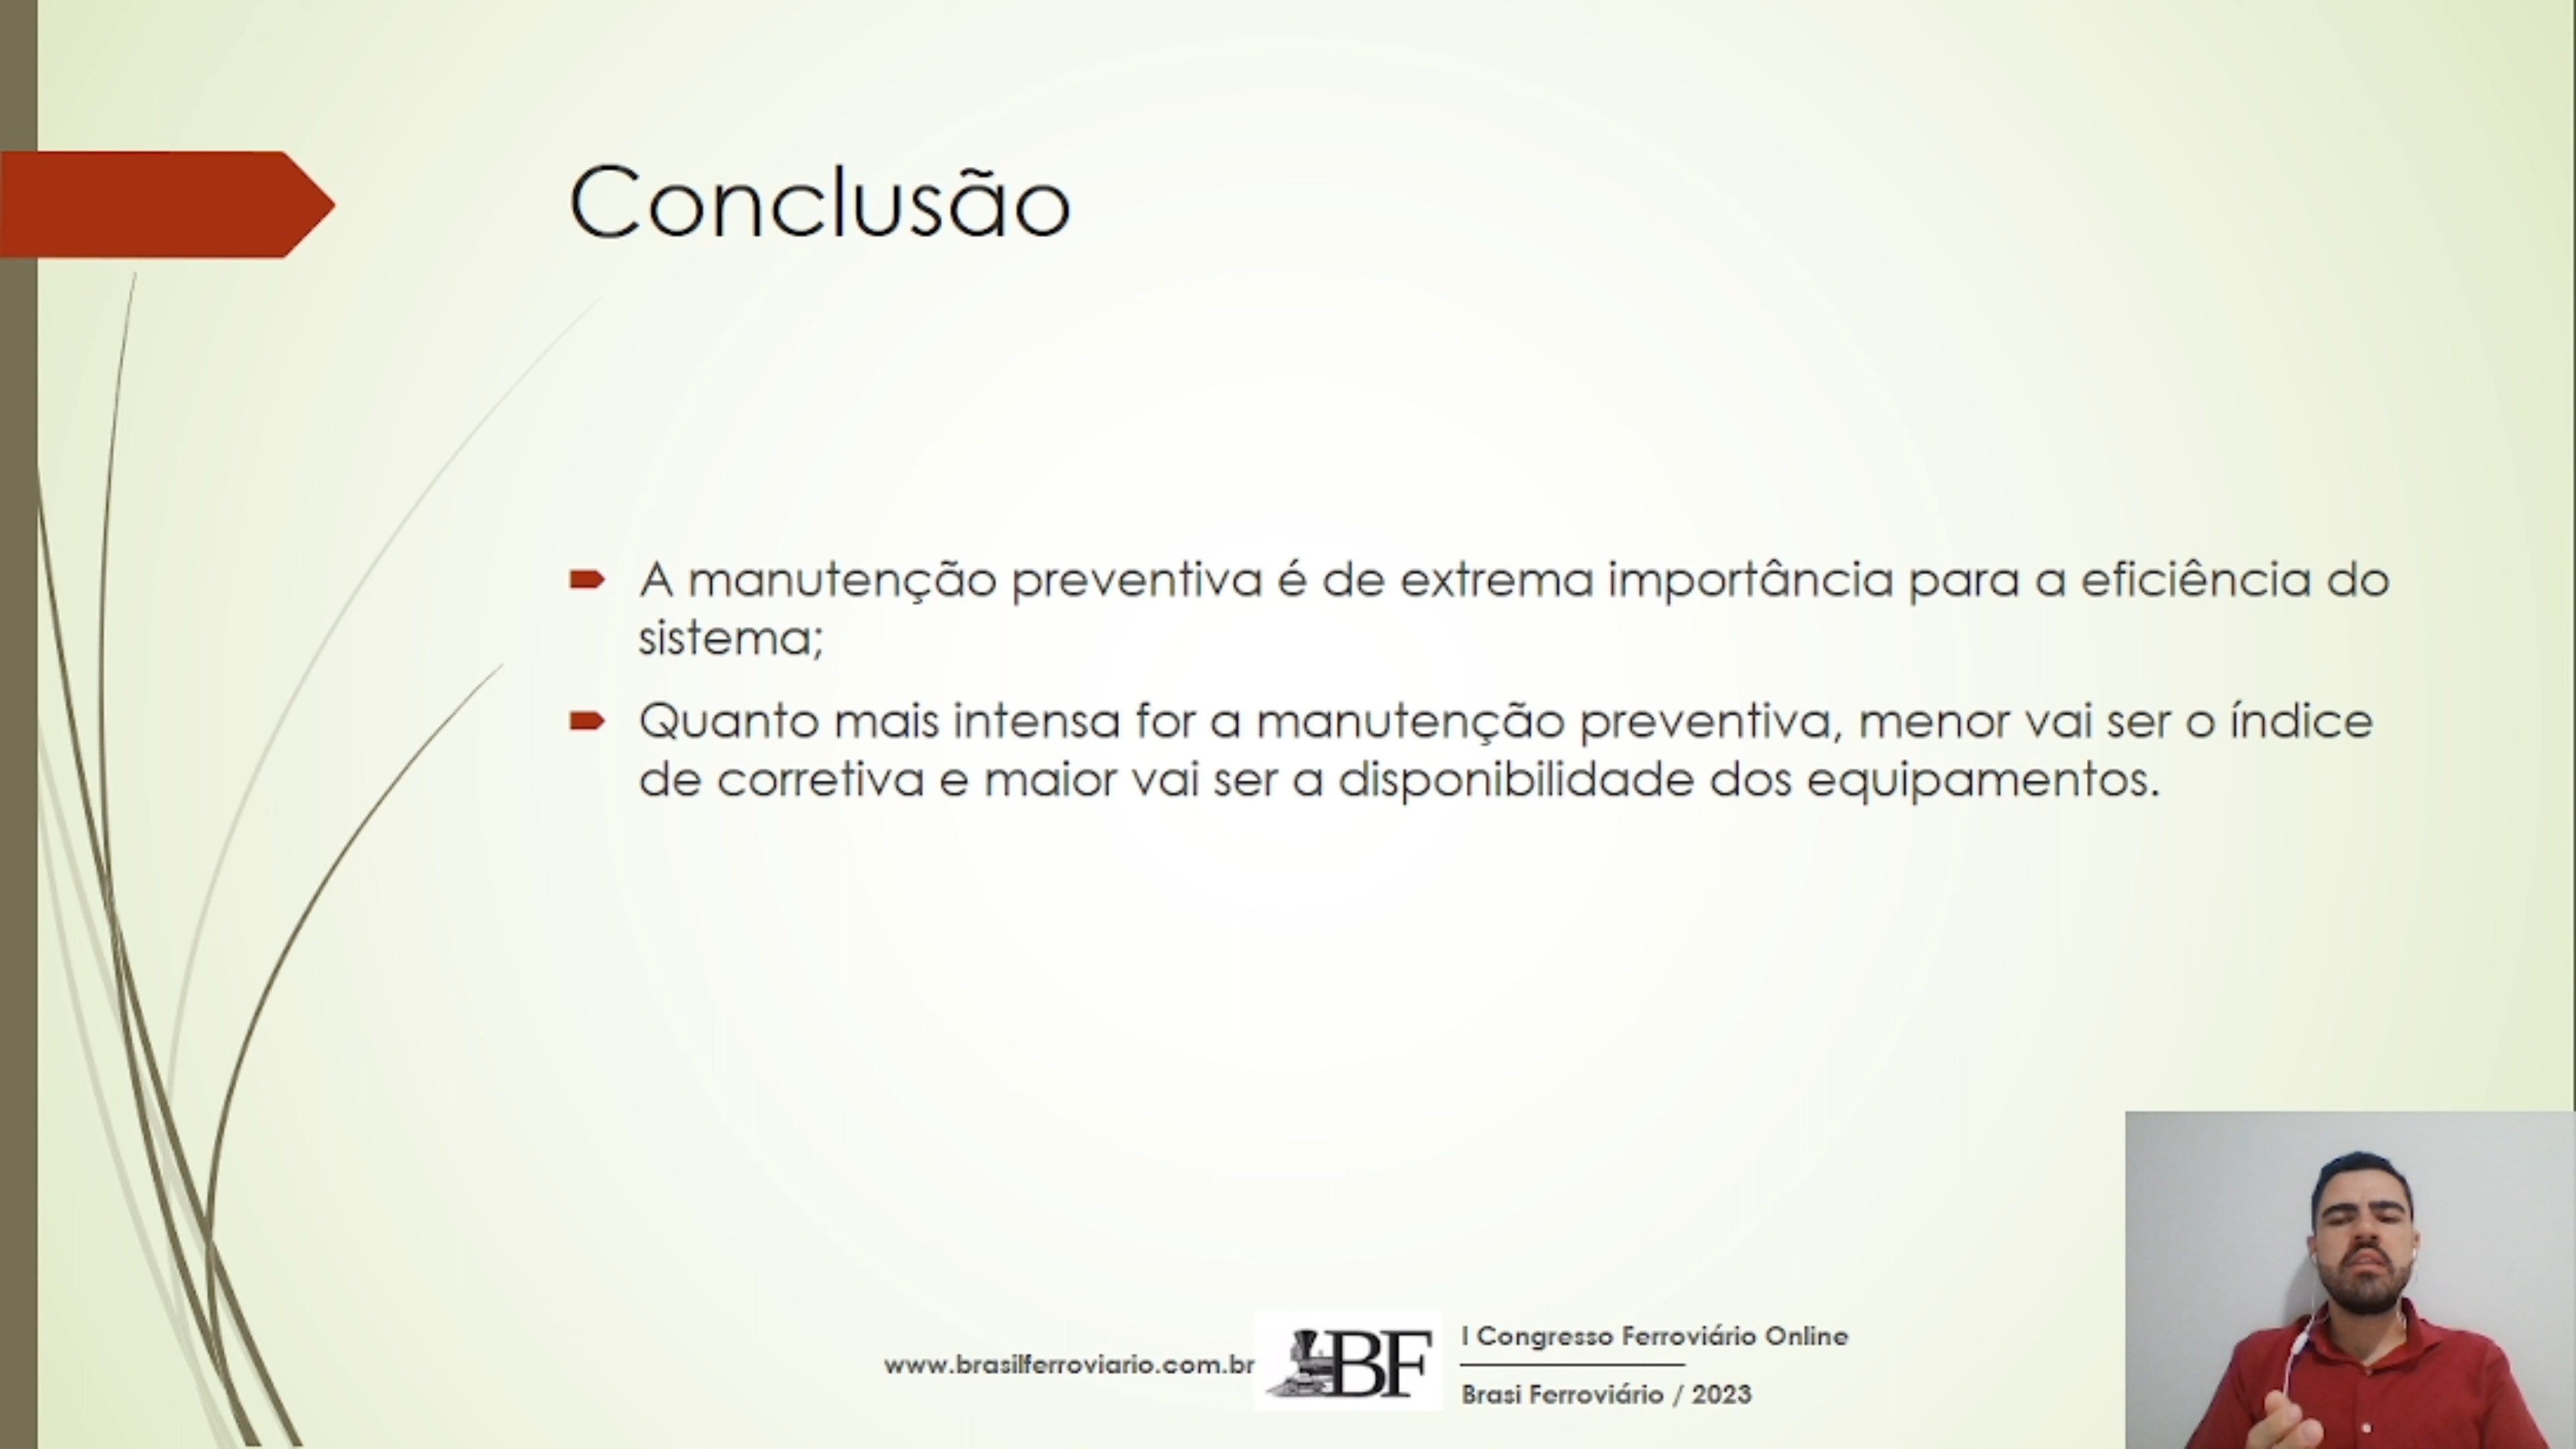 Conclusão
A manutenção preventiva é de extrema importância para a eficiência do
sistema;
Quanto mais intensa for a manutenção preventiva, menor vai ser o índice
de corretiva e maior vai ser a disponibilidade dos equipamentos.
www.brasilferroviario.com.br
BF
I Congresso Ferroviário Online
Brasi Ferroviário / 2023